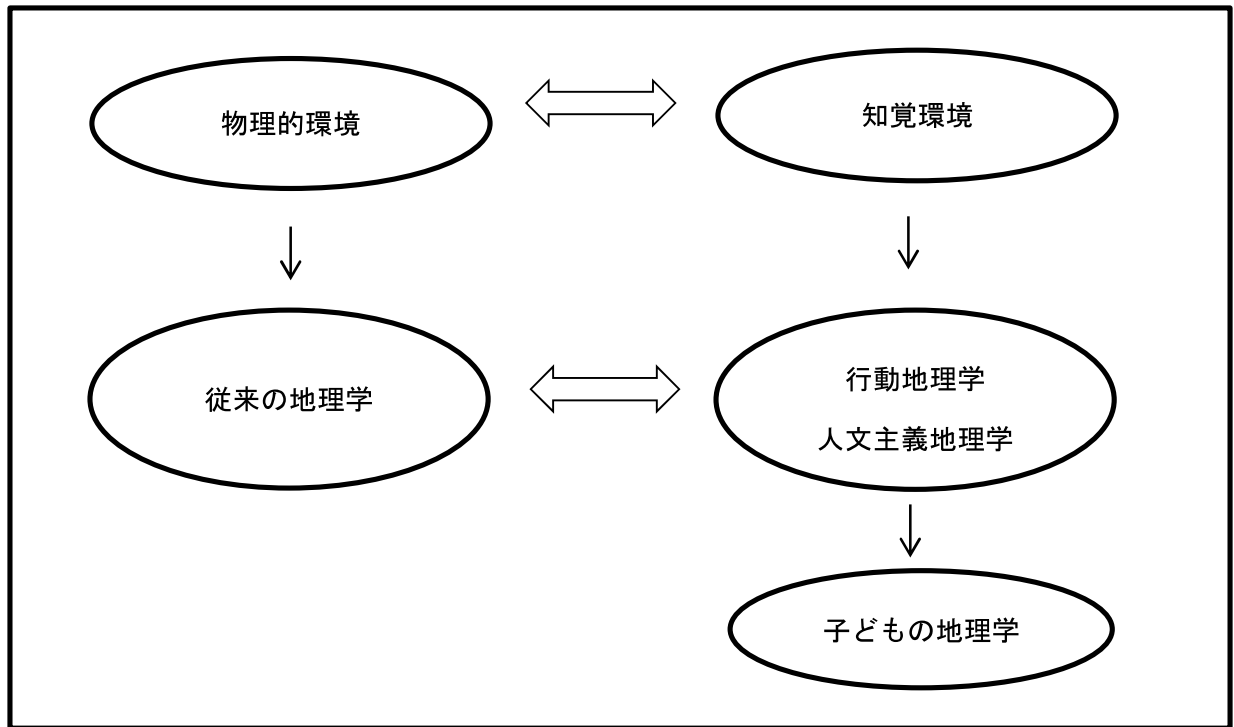 物理的環境
知覚環境
従来の地理学
行動地理学
人文主義地理学
子どもの地理学